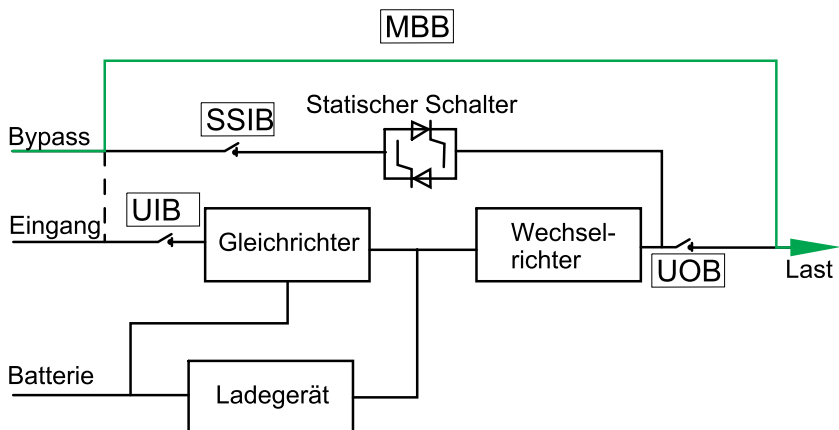 MBB
Statischer Schalter
SSIB
Bypass
UIB
Eingang
Gleichrichter
Wechsel-
richter
UOB
Last
Batterie
Ladegerät